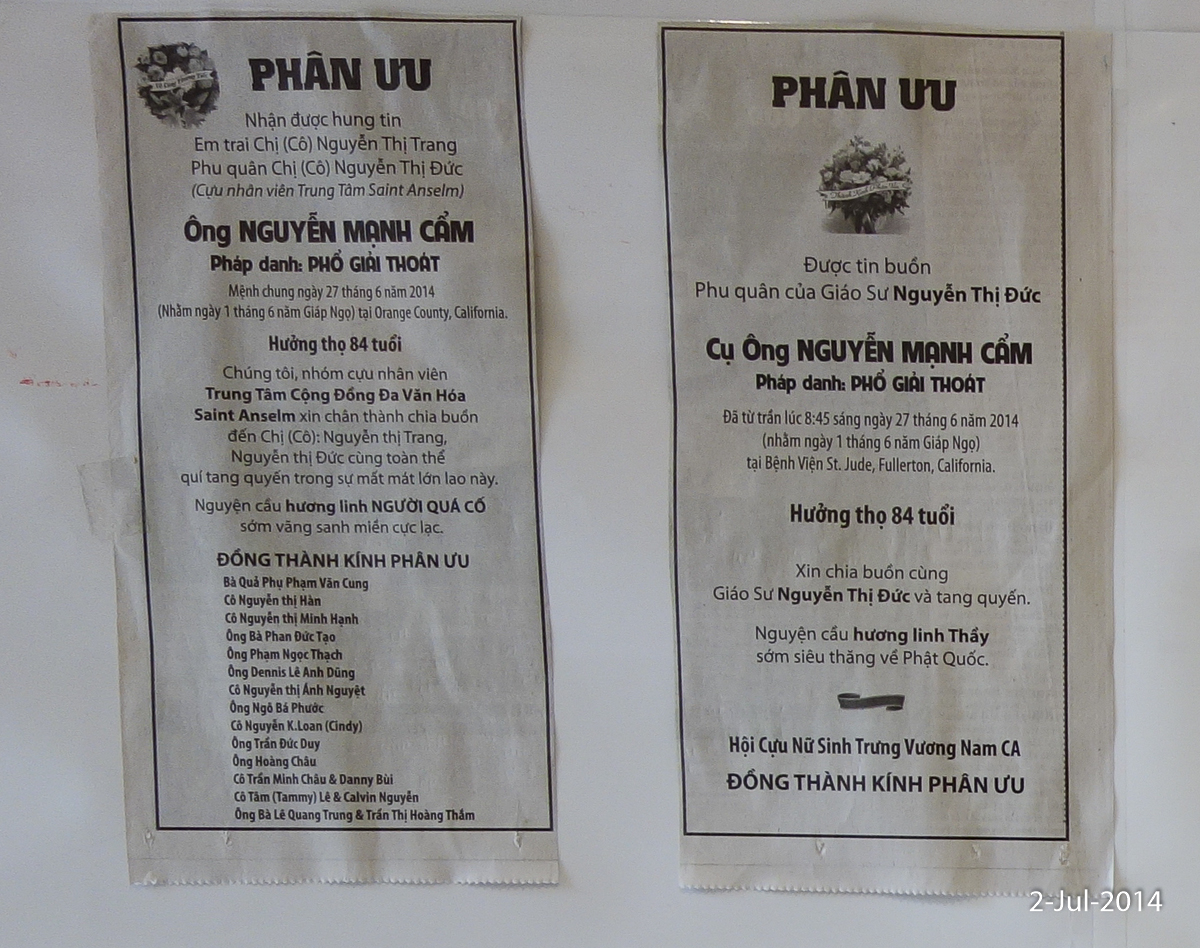 PHÂN ƯU
Nhận được hung tin
Em trai Chị (Cô) Nguyễn Thị Trang
Phu quân Chị (Cô) Nguyễn Thị Đức
(Cựu nhân viên Trung Tâm Saint Anselm)
Ông NGUYỄN MẠNH CẨM
Pháp danh: PHỔ GIẢI THOÁT
Mệnh chung ngày 27 tháng 6 năm 2014
(Nhằm ngày 1 tháng 6 năm Giáp Ngọ) tại Orange County, California.
Hưởng thọ 84 tuổi
Chúng tôi, nhóm cựu nhân viên
Trung Tâm Cộng Đồng Đa Văn Hóa
Saint Anselm xin chân thành chia buồn
đến Chị (Cô): Nguyễn thị Trang,
Nguyễn thị Đức cùng toàn thể
quí tang quyến trong sự mất mát lớn lao này.
Nguyện cầu hương linh NGƯỜI QUÁ CỐ
sớm vãng sanh miền cực lạc.
ĐỒNG THÀNH KÍNH PHÂN ƯU
Bà Quả Phụ Phạm Văn Cung
Cô Nguyễn thị Hàn
Cô Nguyễn thị Minh Hạnh
Ông Bà Phan Đức Tạo
Ông Phạm Ngọc Thạch
Ông Dennis Lê Anh Dũng
Cô Nguyễn thị Ánh Nguyệt
Ông Ngô Bá Phước
Cô Nguyễn K.Loan (Cindy)
Ông Trần Đức Duy
Ông Hoàng Châu
Cô Trần Minh Châu & Danny Bùi
Cô Tâm (Tammy) Lê & Calvin Nguyễn
Ông Bà Lê Quang Trung & Trần Thị Hoàng Thắm
PHÂN ƯU
Thành Kính Phân Ưu
Được tin buồn
Phu quân của Giáo Sư Nguyễn Thị Đức
Cụ Ông NGUYỄN MẠNH CẨM
Pháp danh: PHỔ GIẢI THOÁT
Đã từ trần lúc 8:45 sáng ngày 27 tháng 6 năm 2014
(nhằm ngày 1 tháng 6 năm Giáp Ngọ)
tại Bệnh Viện St. Jude, Fullerton, California.
Hưởng thọ 84 tuổi
Xin chia buồn cùng
Giáo Sư Nguyễn Thị Đức và tang quyến.
Nguyện cầu hương linh Thầy
sớm siêu thăng về Phật Quốc.
Hội Cựu Nữ Sinh Trưng Vương Nam CA
ĐỒNG THÀNH KÍNH PHÂN ƯU
2-Jul-2014